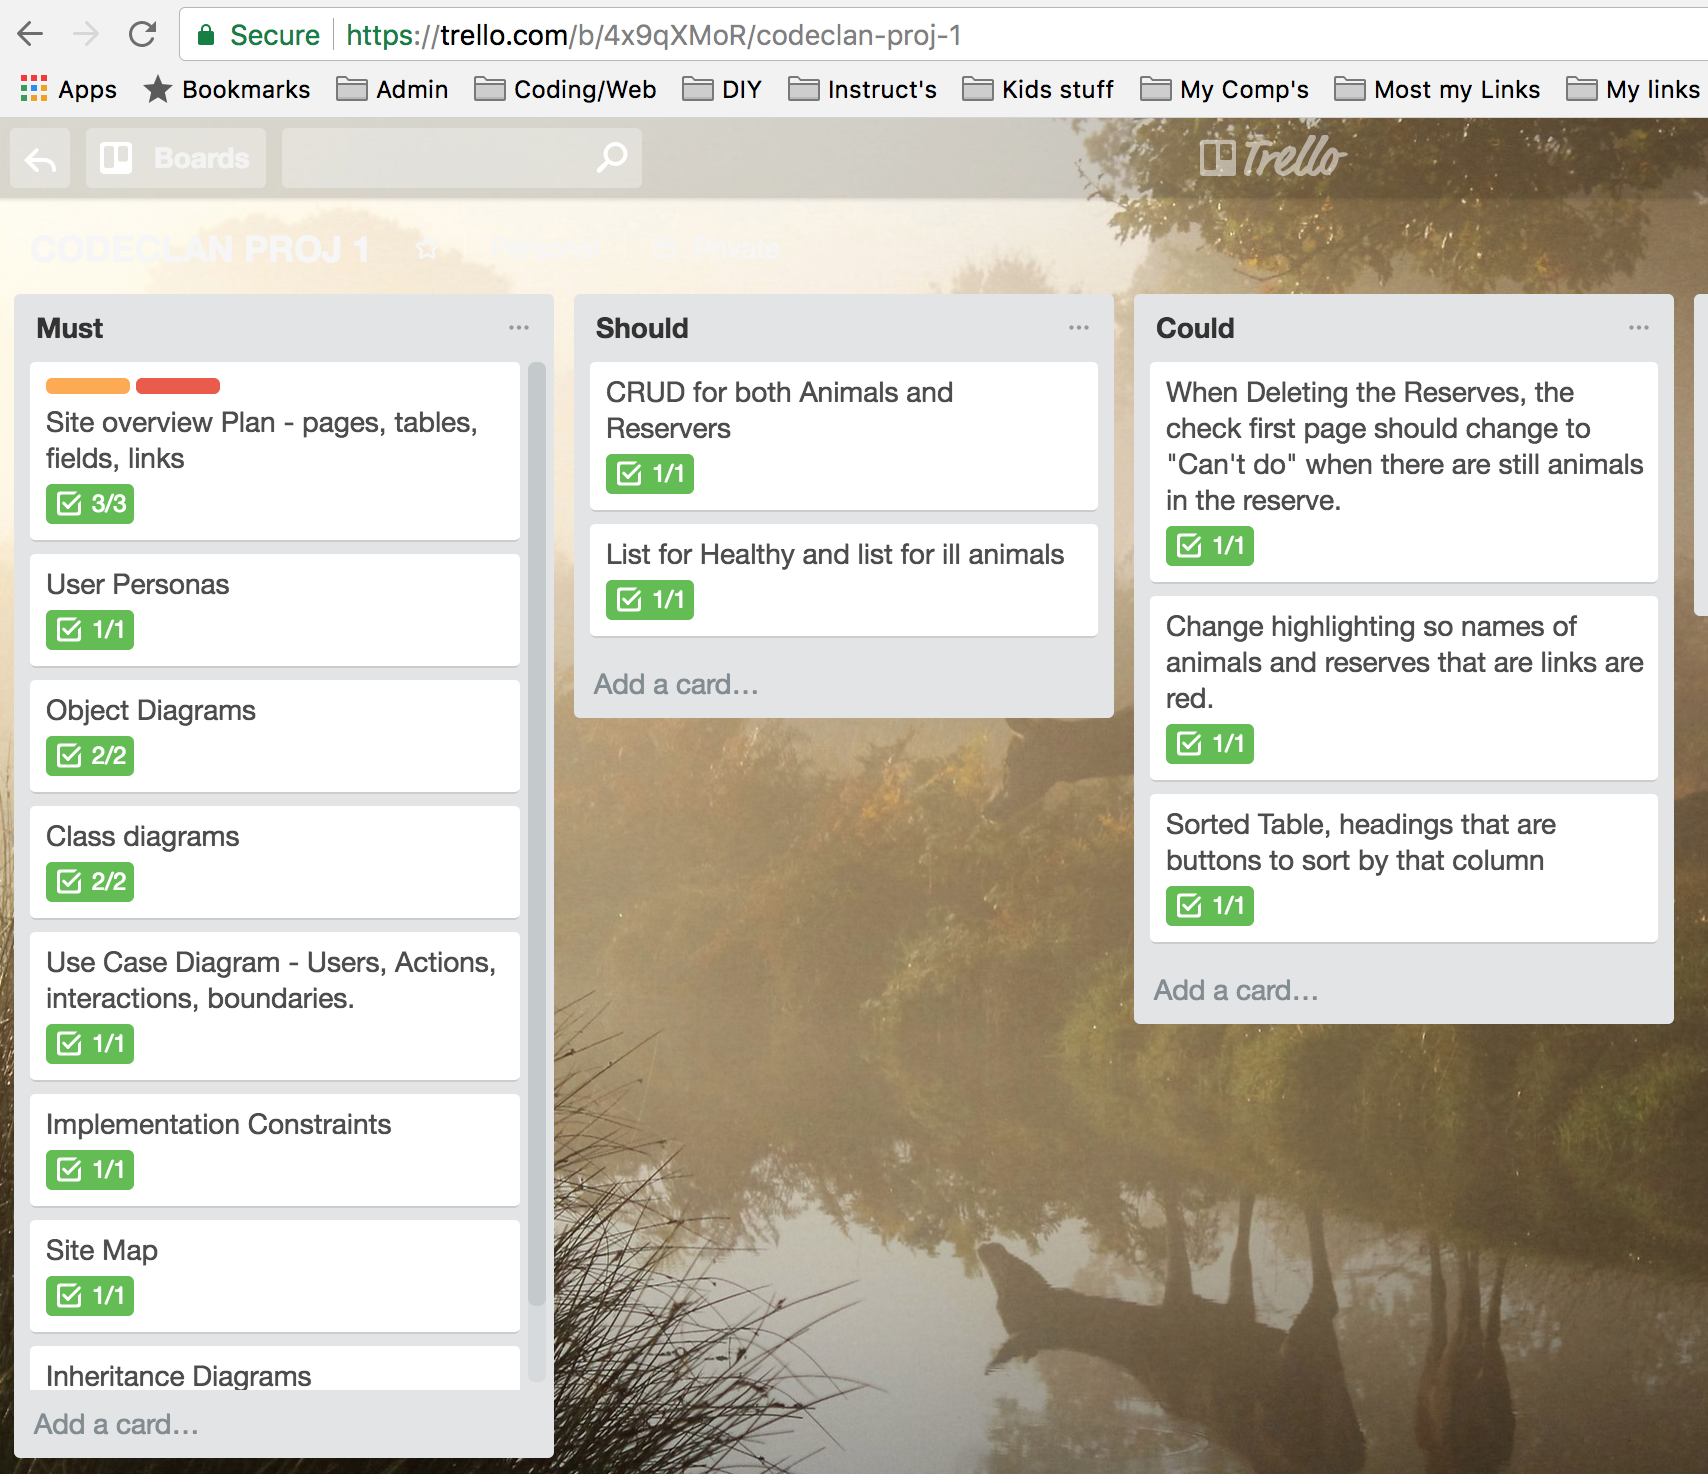 Secure https://trello.com/b/4x9qXMoR/codeclan-proj-1
Apps Bookmarks Admin Coding/Web DIY Instruct's Kids stuff My Comp's Most my Links My links
Boards Trello
CODECLAN PROJ 1 Personal Private
Must
Site overview Plan - pages, tables,
fields, links
3/3
User Personas
1/1
Object Diagrams
2/2
Class diagrams
2/2
Use Case Diagram - Users, Actions,
interactions, boundaries.
1/1
Implementation Constraints
1/1
Site Map
1/1
Inheritance Diagrams
Add a card...
Should
CRUD for both Animals and
Reservers
1/1
List for Healthy and list for ill animals
1/1
Add a card...
Could
When Deleting the Reserves, the
check first page should change to
"Can't do" when there are still animals
in the reserve.
1/1
Change highlighting so names of
animals and reserves that are links are
red.
1/1
Sorted Table, headings that are
buttons to sort by that column
1/1
Add a card...